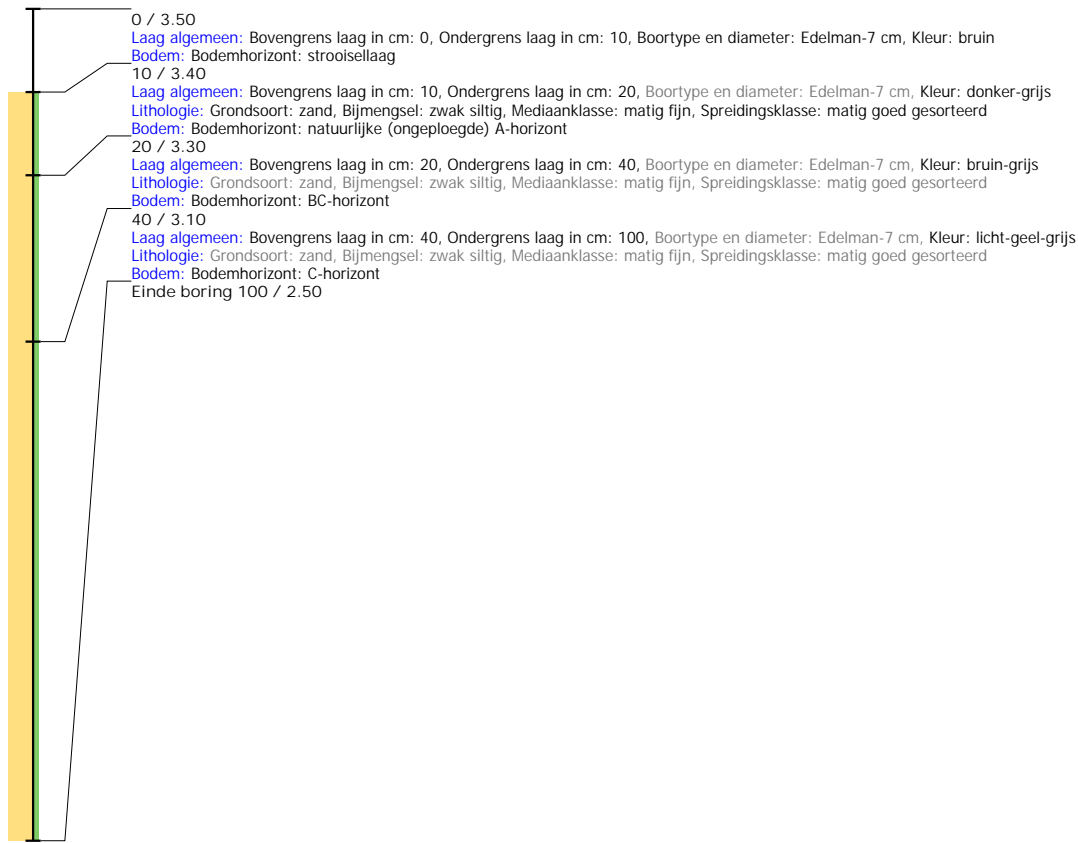 0 / 3.50
Laag algemeen: Bovengrens laag in cm: 0, Ondergrens laag in cm: 10, Boortype en diameter: Edelman-7 cm, Kleur: bruin
Bodem: Bodemhorizont: strooisellaag
10 / 3.40
Laag algemeen: Bovengrens laag in cm: 10, Ondergrens laag in cm: 20, Boortype en diameter: Edelman-7 cm, Kleur: donker-grijs
Lithologie: Grondsoort: zand, Bijmengsel: zwak siltig, Mediaanklasse: matig fijn, Spreidingsklasse: matig goed gesorteerd
Bodem: Bodemhorizont: natuurlijke (ongeploegde) A-horizont
20 / 3.30
Laag algemeen: Bovengrens laag in cm: 20, Ondergrens laag in cm: 40, Boortype en diameter: Edelman-7 cm, Kleur: bruin-grijs
Lithologie: Grondsoort: zand, Bijmengsel: zwak siltig, Mediaanklasse: matig fijn, Spreidingsklasse: matig goed gesorteerd
Bodem: Bodemhorizont: BC-horizont
40 / 3.10
Laag algemeen: Bovengrens laag in cm: 40, Ondergrens laag in cm: 100, Boortype en diameter: Edelman-7 cm, Kleur: licht-geel-grijs
Lithologie: Grondsoort: zand, Bijmengsel: zwak siltig, Mediaanklasse: matig fijn, Spreidingsklasse: matig goed gesorteerd
Bodem: Bodemhorizont: C-horizont
Einde boring 100 / 2.50